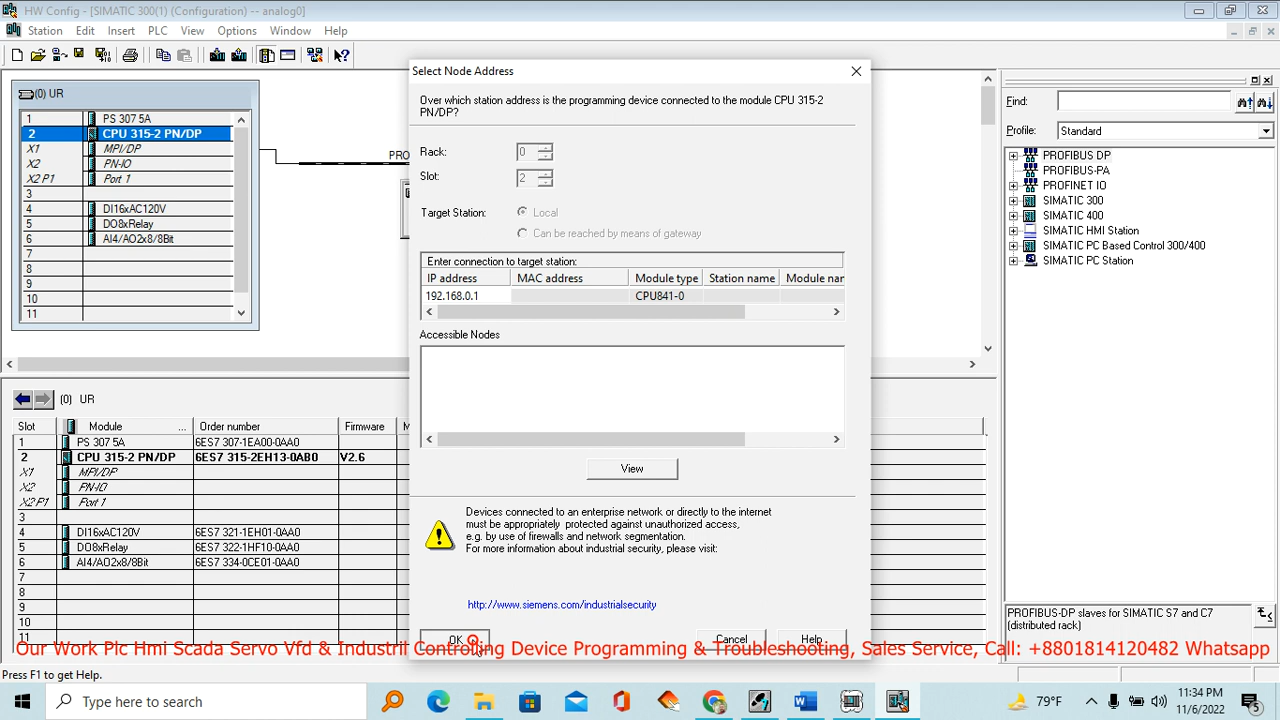 HW Config - [SIMATIC 300(1) (Configuration) -- analog0]
Station Edit Insert PLC View Options Window Help
(0) UR
1 PS 307 5A
2 CPU 315-2 PN/DP
X1 MPI/DP
X2 PN-IO
X2 P1 Port 1
3
4 DI16xAC120V
5 DO8xRelay
6 AI4/AO2x8/8Bit
7
8
9
10
11
PRO
Select Node Address
Over which station address is the programming device connected to the module CPU 315-2
PN/DP?
Rack: 0
Slot: 2
Target Station: Local
Can be reached by means of gateway
Enter connection to target station:
IP address MAC address Module type Station name Module nam
192.168.0.1 CPU841-0
Accessible Nodes
View
Devices connected to an enterprise network or directly to the internet
must be appropriately protected against unauthorized access,
e.g. by use of firewalls and network segmentation.
For more information about industrial security, please visit:
http://www.siemens.com/industrialsecurity
OK Cancel Help
Find:
Profile: Standard
PROFIBUS DP
PROFIBUS-PA
PROFINET IO
SIMATIC 300
SIMATIC 400
SIMATIC HMI Station
SIMATIC PC Based Control 300/400
SIMATIC PC Station
PROFIBUS-DP slaves for SIMATIC S7 and C7
(distributed rack)
(0) UR
Slot Module ... Order number Firmware M
1 PS 307 5A 6ES7 307-1EA00-0AA0
2 CPU 315-2 PN/DP 6ES7 315-2EH13-0AB0 V2.6
X1 MPI/DP
X2 PN-IO
X2 P1 Port 1
3
4 DI16xAC120V 6ES7 321-1EH01-0AA0
5 DO8xRelay 6ES7 322-1HF10-0AA0
6 AI4/AO2x8/8Bit 6ES7 334-0CE01-0AA0
7
8
9
10
11
Our Work Plc Hmi Scada Servo Vfd & Industril Controlling Device Programming & Troubleshooting, Sales Service, Call: +8801814120482 Whatsapp
Press F1 to get Help.
Type here to search
79°F
11:34 PM
11/6/2022
5